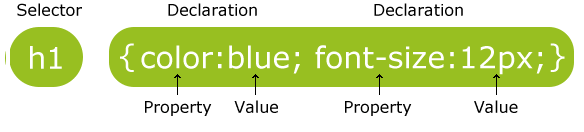 Selector Declaration Declaration
h1 {color:blue; font-size:12px;}
Property Value Property Value